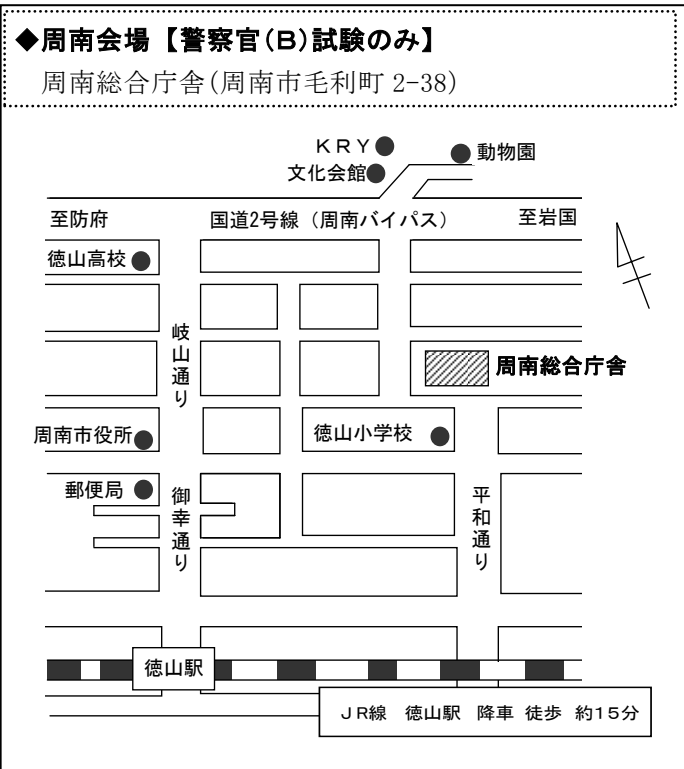 ◆周南会場【警察官(B)試験のみ】
周南総合庁舎(周南市毛利町 2-38)
KRY
動物園
文化会館
至防府
国道2号線(周南バイパス)
至岩国
徳山高校
岐山通り
周南総合庁舎
周南市役所
徳山小学校
郵便局
御幸通り
平和通り
徳山駅
JR線 徳山駅 降車 徒歩 約15分